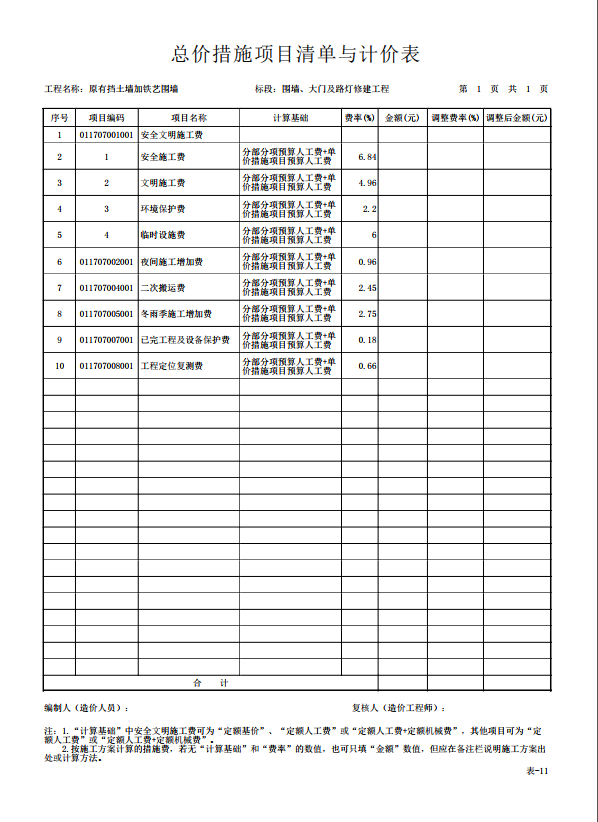 总价措施项目清单与计价表
工程名称：原有挡土墙加铁艺围墙 标段：围墙、大门及路灯修建工程 第 1 页 共 1 页
序号 项目编码 项目名称 计算基础 费率(%) 金额(元) 调整费率(%) 调整后金额(元)
1 011707001001 安全文明施工费
2 1 安全施工费 分部分项预算人工费+单价措施项目预算人工费 6.84
3 2 文明施工费 分部分项预算人工费+单价措施项目预算人工费 4.96
4 3 环境保护费 分部分项预算人工费+单价措施项目预算人工费 2.2
5 4 临时设施费 分部分项预算人工费+单价措施项目预算人工费 6
6 011707002001 夜间施工增加费 分部分项预算人工费+单价措施项目预算人工费 0.96
7 011707004001 二次搬运费 分部分项预算人工费+单价措施项目预算人工费 2.45
8 011707005001 冬雨季施工增加费 分部分项预算人工费+单价措施项目预算人工费 2.75
9 011707007001 已完工程及设备保护费 分部分项预算人工费+单价措施项目预算人工费 0.18
10 011707008001 工程定位复测费 分部分项预算人工费+单价措施项目预算人工费 0.66
合 计
编制人（造价人员）： 复核人（造价工程师）：
注：1.“计算基础”中安全文明施工费可为“定额基价”、“定额人工费”或“定额人工费+定额机械费”，其他项目可为“定
额人工费”或“定额人工费+定额机械费”。
2.按施工方案计算的措施费，若无“计算基础”和“费率”的数值，也可只填“金额”数值，但应在备注栏说明施工方案出
处或计算方法。
表-11